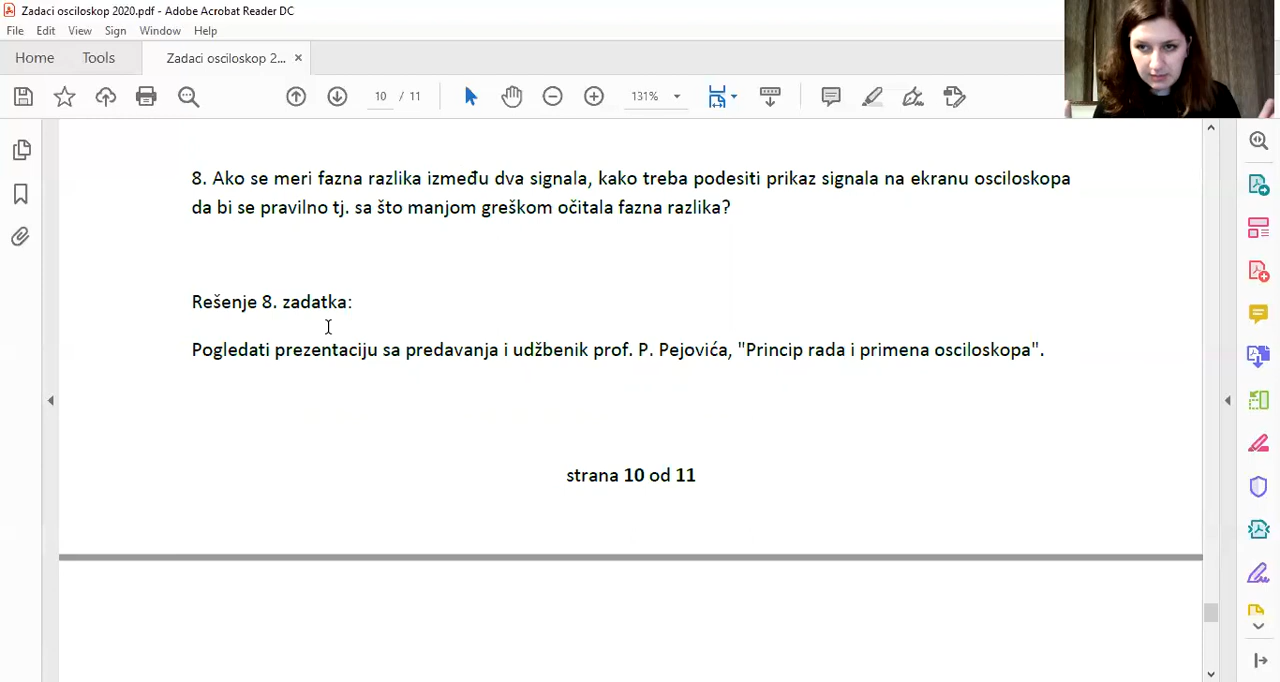 Zadaci osciloskop 2020.pdf - Adobe Acrobat Reader DC
File Edit View Sign Window Help
Home Tools Zadaci osciloskop 2... ×
10 / 11 131%
8. Ako se meri fazna razlika između dva signala, kako treba podesiti prikaz signala na ekranu osciloskopa
da bi se pravilno tj. sa što manjom greškom očitala fazna razlika?
Rešenje 8. zadatka:
Pogledati prezentaciju sa predavanja i udžbenik prof. P. Pejovića, "Princip rada i primena osciloskopa".
strana 10 od 11